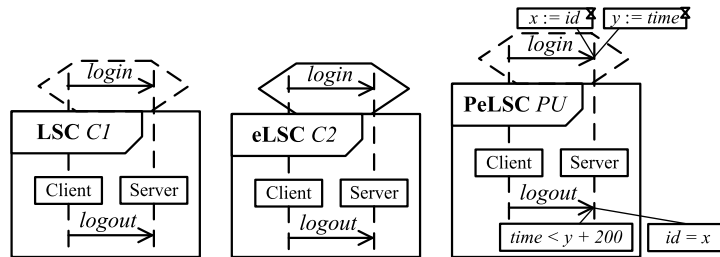 x := id
y := time
login
login
login
LSC C1
eLSC C2
PeLSC PU
Client
Server
Client
Server
Client
Server
logout
logout
logout
time < y + 200
id = x